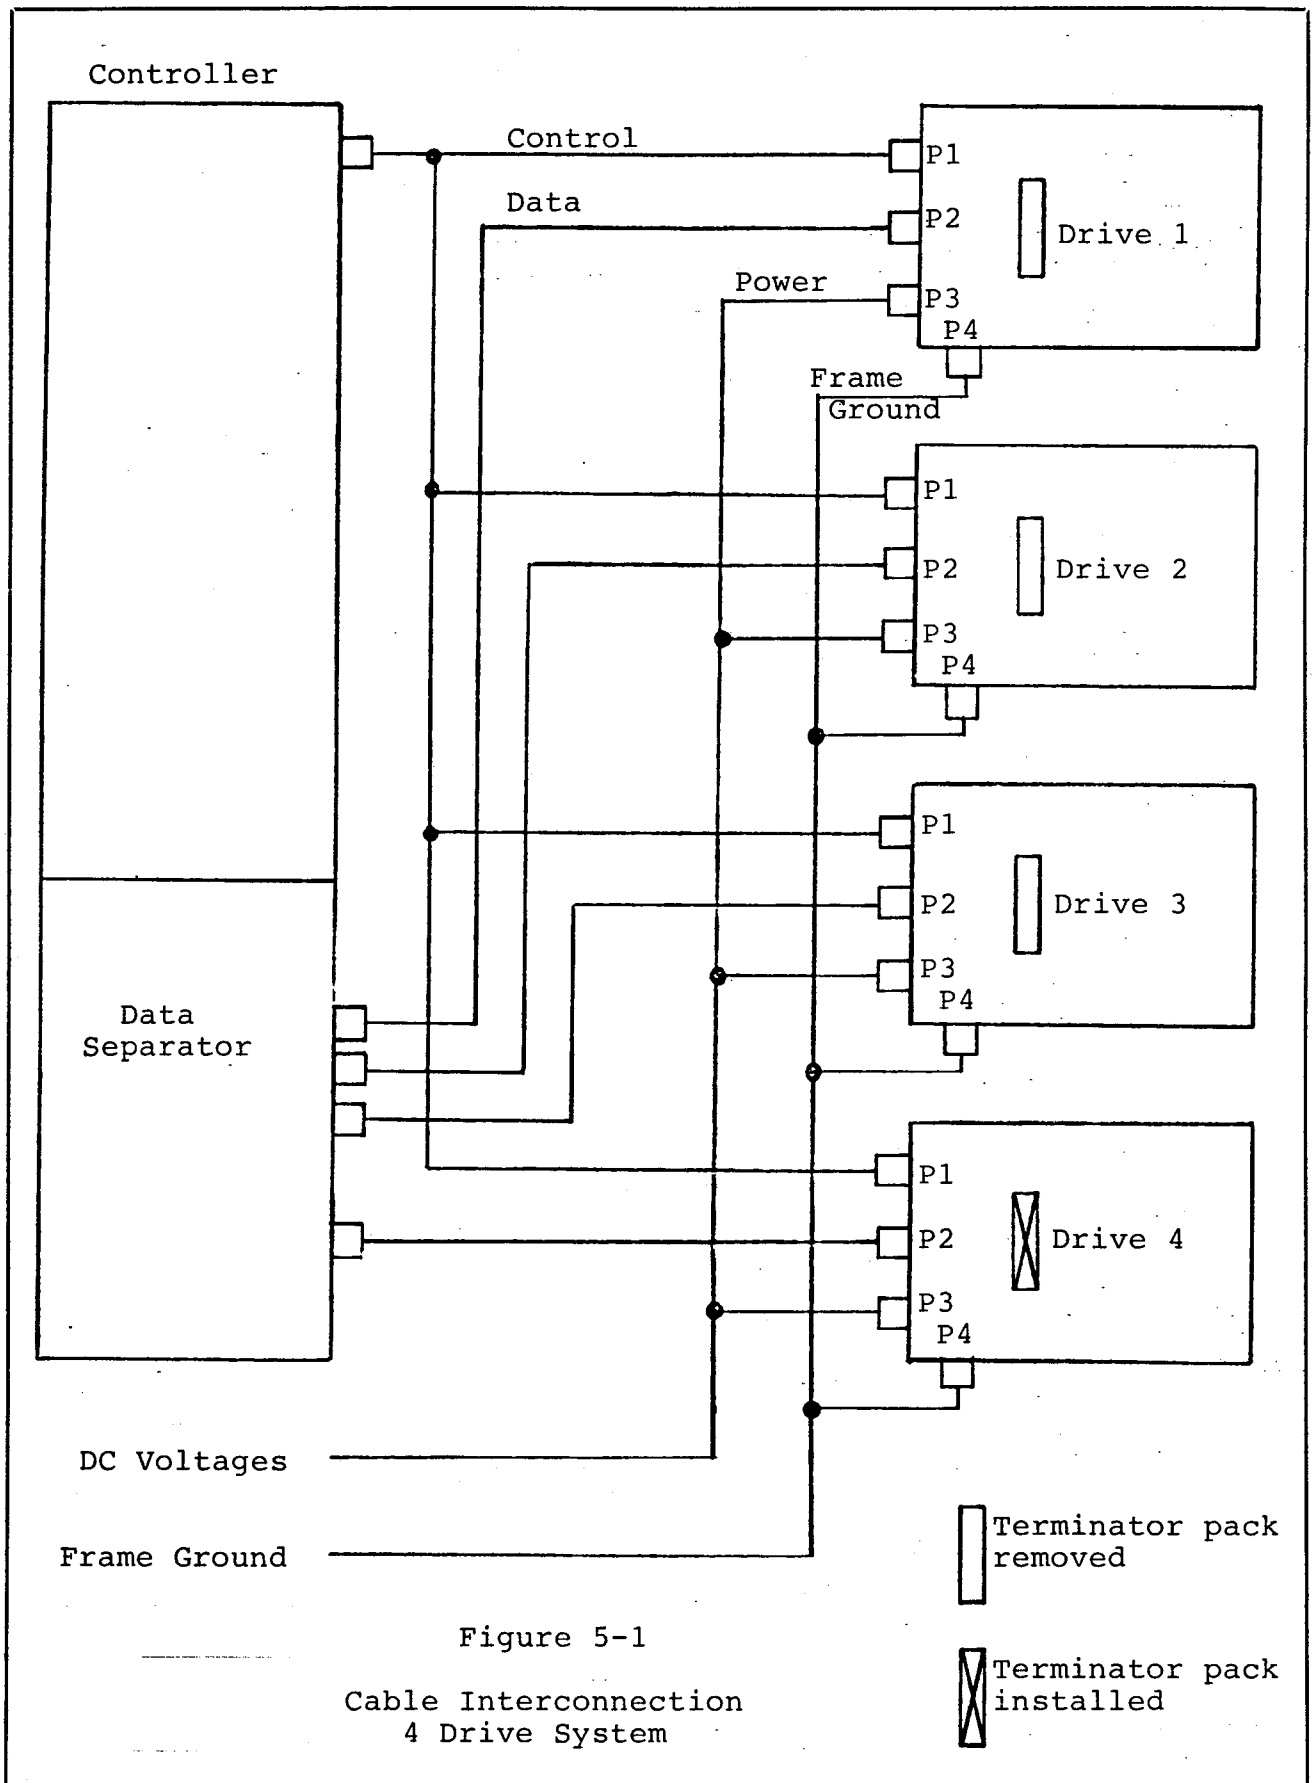 Controller
Control
Data
Power
Frame
Ground
P1
P2
P3
P4
Drive 1
P1
P2
P3
P4
Drive 2
P1
P2
P3
P4
Drive 3
P1
P2
P3
P4
Drive 4
Data
Separator
DC Voltages
Frame Ground
Terminator pack
removed
Terminator pack
installed
Figure 5-1
Cable Interconnection
4 Drive System